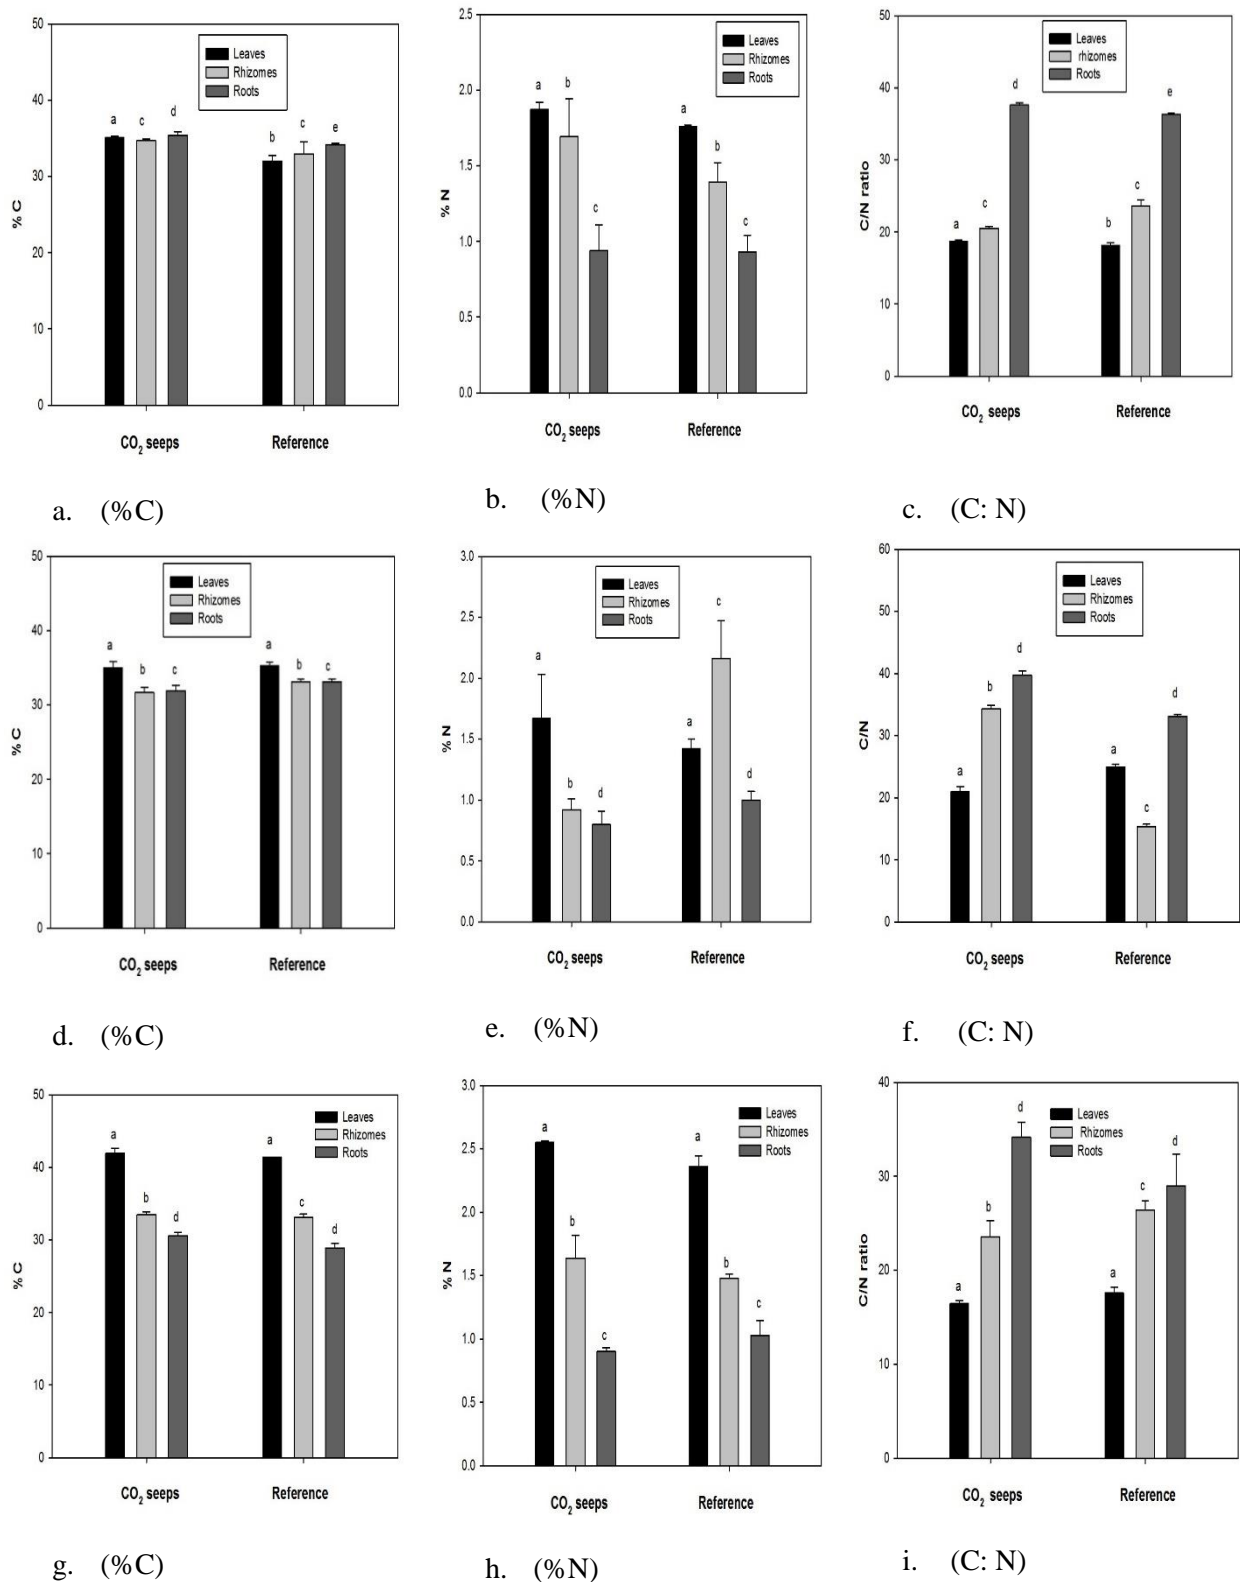 50
40
30
20
10
0
% C
Leaves
Rhizomes
Roots
a c d b c e
CO2 seeps Reference
a. (%C)
2.5
2.0
1.5
1.0
0.5
0.0
% N
Leaves
Rhizomes
Roots
a b c a b c
CO2 seeps Reference
b. (%N)
50
40
30
20
10
0
C/N ratio
Leaves
rhizomes
Roots
a c d b c e
CO2 seeps Reference
c. (C: N)
50
40
30
20
10
0
% C
Leaves
Rhizomes
Roots
a b c a b c
CO2 seeps Reference
d. (%C)
3.0
2.5
2.0
1.5
1.0
0.5
0.0
% N
Leaves
Rhizomes
Roots
a b d a c d
CO2 seeps Reference
e. (%N)
60
50
40
30
20
10
0
C/N
Leaves
Rhizomes
Roots
a b d a c d
CO2 seeps Reference
f. (C: N)
50
40
30
20
10
0
% C
Leaves
Rhizomes
Roots
a b d a c d
CO2 seeps Reference
g. (%C)
3.0
2.5
2.0
1.5
1.0
0.5
0.0
% N
Leaves
Rhizomes
Roots
a b c a b c
CO2 seeps Reference
h. (%N)
40
30
20
10
0
C/N ratio
Leaves
Rhizomes
Roots
a b d a c d
CO2 seeps Reference
i. (C: N)